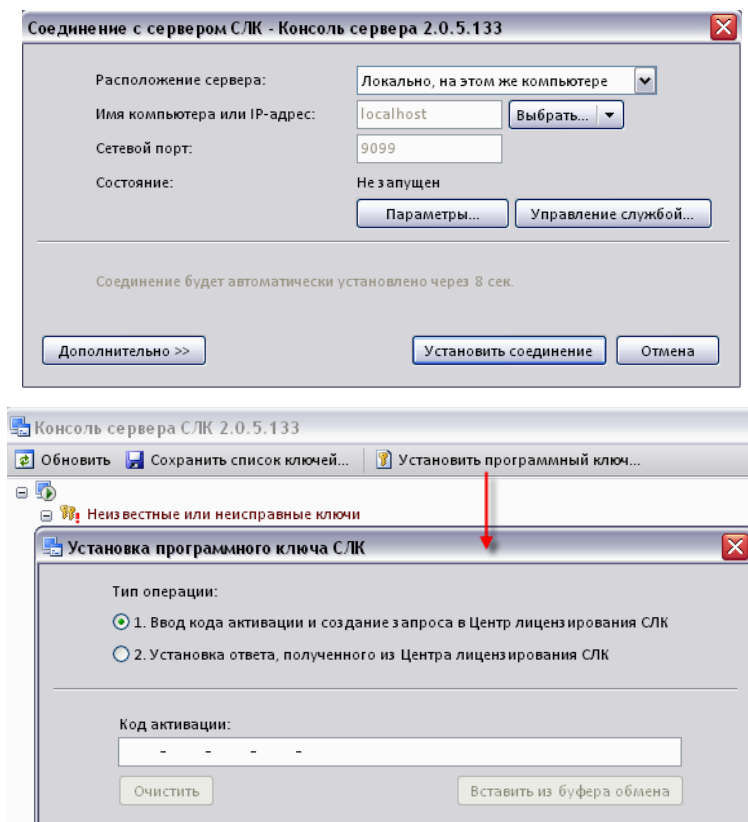 Соединение с сервером СЛК - Консоль сервера 2.0.5.133
Расположение сервера: Локально, на этом же компьютере
Имя компьютера или IP-адрес: localhost Выбрать...
Сетевой порт: 9099
Состояние: Не запущен
Параметры... Управление службой...
Соединение будет автоматически установлено через 8 сек.
Дополнительно >> Установить соединение Отмена
Консоль сервера СЛК 2.0.5.133
Обновить Сохранить список ключей... Установить программный ключ...
Неизвестные или неисправные ключи
Установка программного ключа СЛК
Тип операции:
1. Ввод кода активации и создание запроса в Центр лицензирования СЛК
2. Установка ответа, полученного из Центра лицензирования СЛК
Код активации:
- - - -
Очистить Вставить из буфера обмена